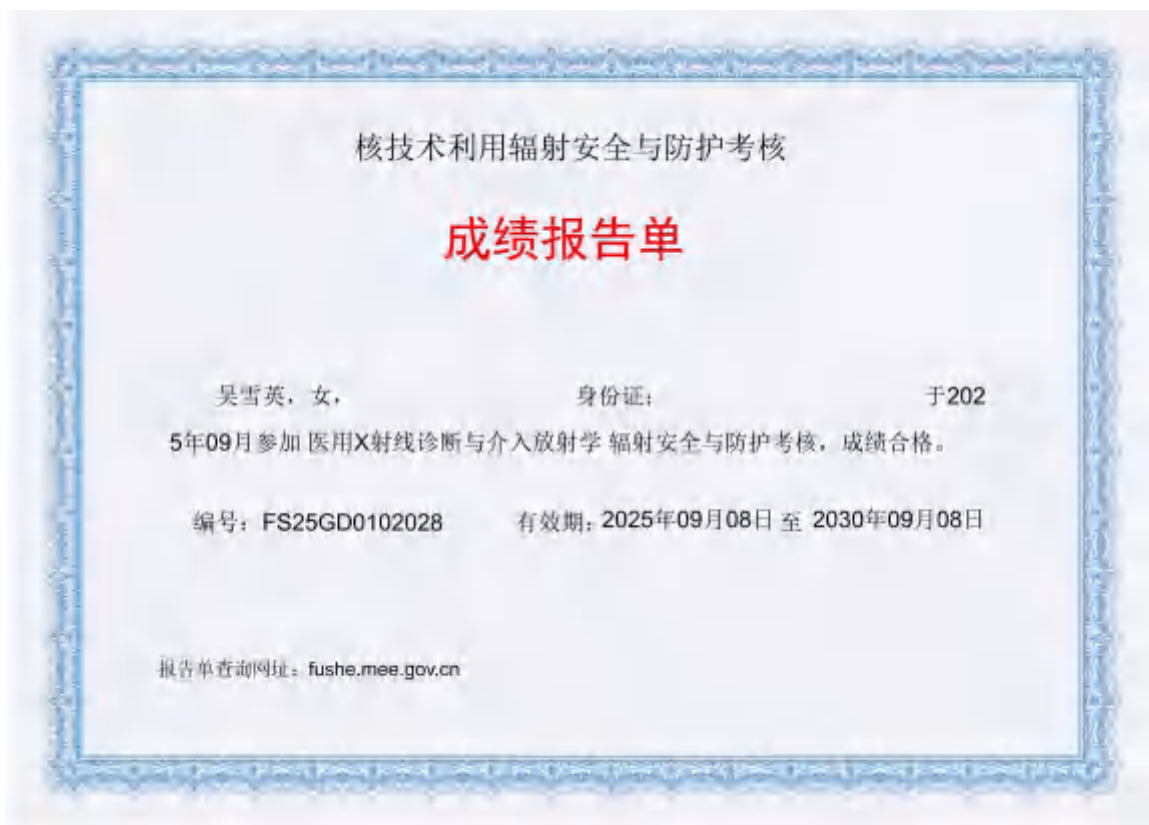 核技术利用辐射安全与防护考核
成绩报告单
吴雪英，女， 身份证： 于202
5年09月参加 医用X射线诊断与介入放射学 辐射安全与防护考核，成绩合格。
编号：FS25GD0102028 有效期：2025年09月08日 至 2030年09月08日
报告单查询网址：fushe.mee.gov.cn